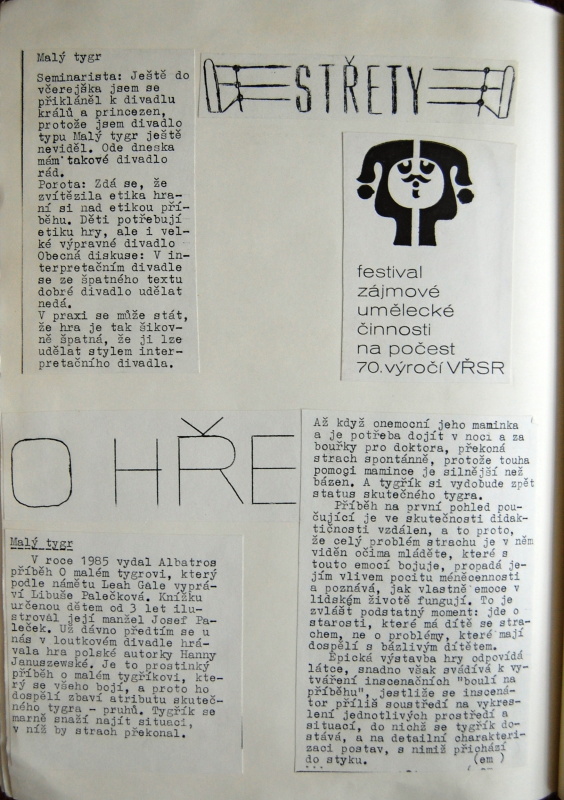 Malý tygr
Seminarista: Ještě do
včerejška jsem se
přikláněl k divadlu
králů a princezen,
protože jsem divadlo
typu Malý tygr ještě
neviděl. Ode dneska
mám takové divadlo
rád.
Porota: Zdá se, že
zvítězila etika hra-
ní si nad etikou pří-
běhu. Děti potřebují
etiku hry, ale i vel-
ké výpravné divadlo
Obecná diskuse: V in-
terpretačním divadle
se ze špatného textu
dobré divadlo udělat
nedá.
V praxi se může stát,
že hra je tak šikov-
ně špatná, že ji lze
udělat stylem inter-
pretačního divadla.
STŘETY
festival
zájmové
umělecké
činnosti
na počest
70. výročí VŘSR
O HŘE
Malý tygr
V roce 1985 vydal Albatros
příběh O malém tygrovi, který
podle námětu Leah Gale vyprá-
ví Libuše Palečková. Knížku
určenou dětem od 3 let ilu-
stroval její manžel Josef Pa-
leček. Už dávno předtím se u
nás v loutkovém divadle hrá-
vala hra polské autorky Hanny
Januszewské. Je to prostinký
příběh o malém tygříkovi, kte-
rý se všeho bojí, a proto ho
dospělí zbaví atributu skuteč-
ného tygra - pruhů. Tygřík se
marně snaží najít situaci,
v níž by strach překonal.
Až když onemocní jeho maminka
a je potřeba dojít v noci a za
bouřky pro doktora, překoná
strach spontánně, protože touha
pomoci mamince je silnější než
bázen. A tygřík si vydobude zpět
status skutečného tygra.
Příběh na první pohled pou-
čující je ve skutečnosti didak-
tičnosti vzdálen, a to proto,
že celý problém strachu je v něm
viděn očima mláděte, které s
touto emocí bojuje, propadá je-
jím vlivem pocitu méněcennosti
a poznává, jak vlastně emoce v
lidském životě fungují. To je
zvlášť podstatný moment: jde o
starosti, které má dítě se stra-
chem, ne o problémy, které mají
dospělí s bázlivým dítětem.
Epická výstavba hry odpovídá
látce, snadno však svádívá k vy-
tváření inscenačních "boulí na
příběhu", jestliže se inscená-
tor příliš soustředí na vykres-
lení jednotlivých prostředí a
situací, do nichž se tygřík do-
stává, a na detailní charakteri-
zaci postav, s nimiž přichází
do styku. (em )